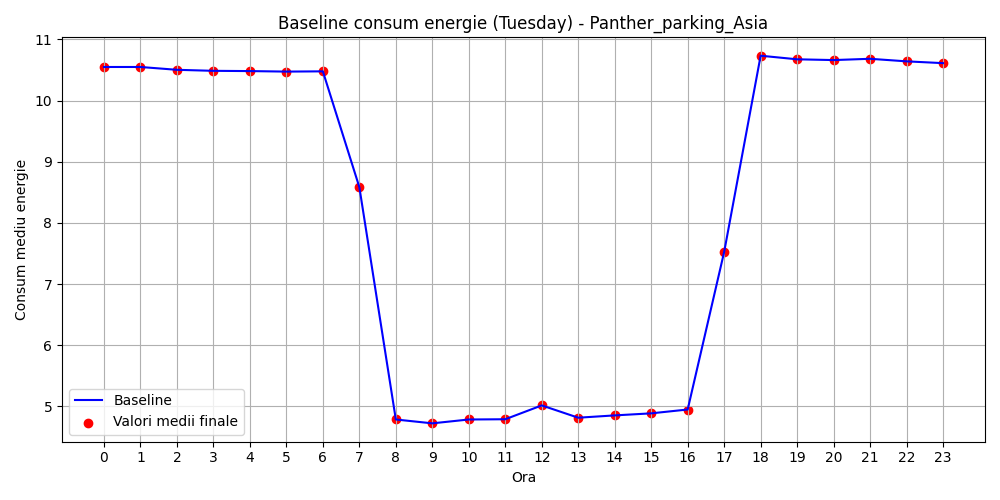 Baseline consum energie (Tuesday) - Panther_parking_Asia
Consum mediu energie
11
10
9
8
7
6
5
Baseline
Valori medii finale
0 1 2 3 4 5 6 7 8 9 10 11 12 13 14 15 16 17 18 19 20 21 22 23
Ora